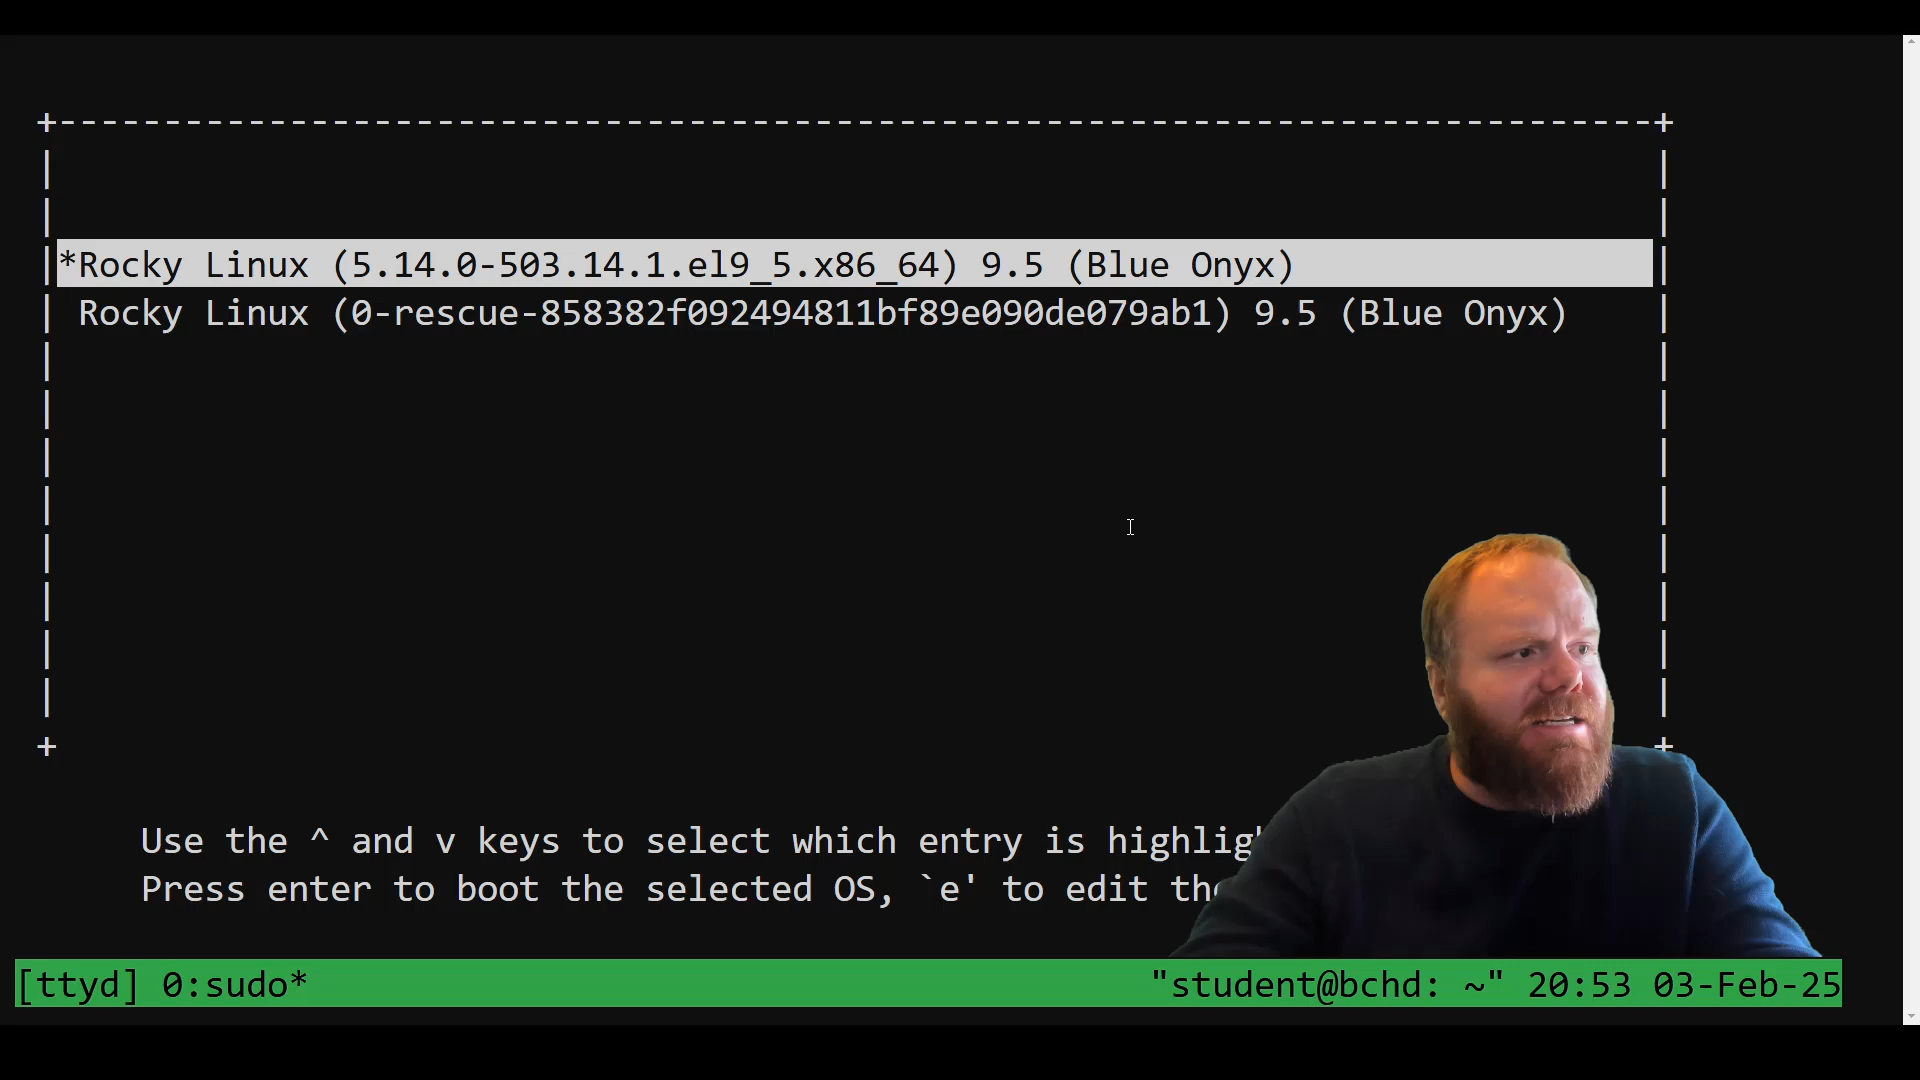 *Rocky Linux (5.14.0-503.14.1.el9_5.x86_64) 9.5 (Blue Onyx)
Rocky Linux (0-rescue-858382f092494811bf89e090de079ab1) 9.5 (Blue Onyx)
Use the ^ and v keys to select which entry is
Press enter to boot the selected OS, `e' to edit
[ttyd] 0:sudo* "student@bchd: ~" 20:53 03-Feb-25